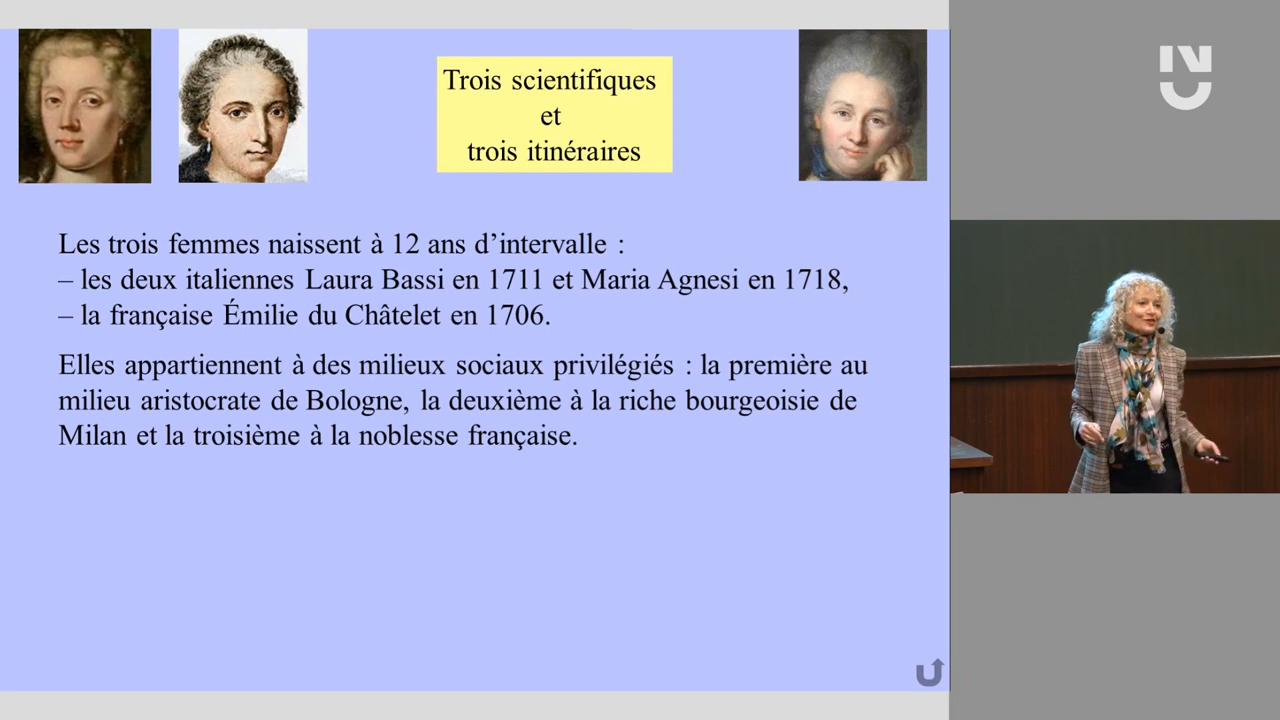 Trois scientifiques
et
trois itinéraires
Les trois femmes naissent à 12 ans d’intervalle :
– les deux italiennes Laura Bassi en 1711 et Maria Agnesi en 1718,
– la française Émilie du Châtelet en 1706.
Elles appartiennent à des milieux sociaux privilégiés : la première au
milieu aristocrate de Bologne, la deuxième à la riche bourgeoisie de
Milan et la troisième à la noblesse française.